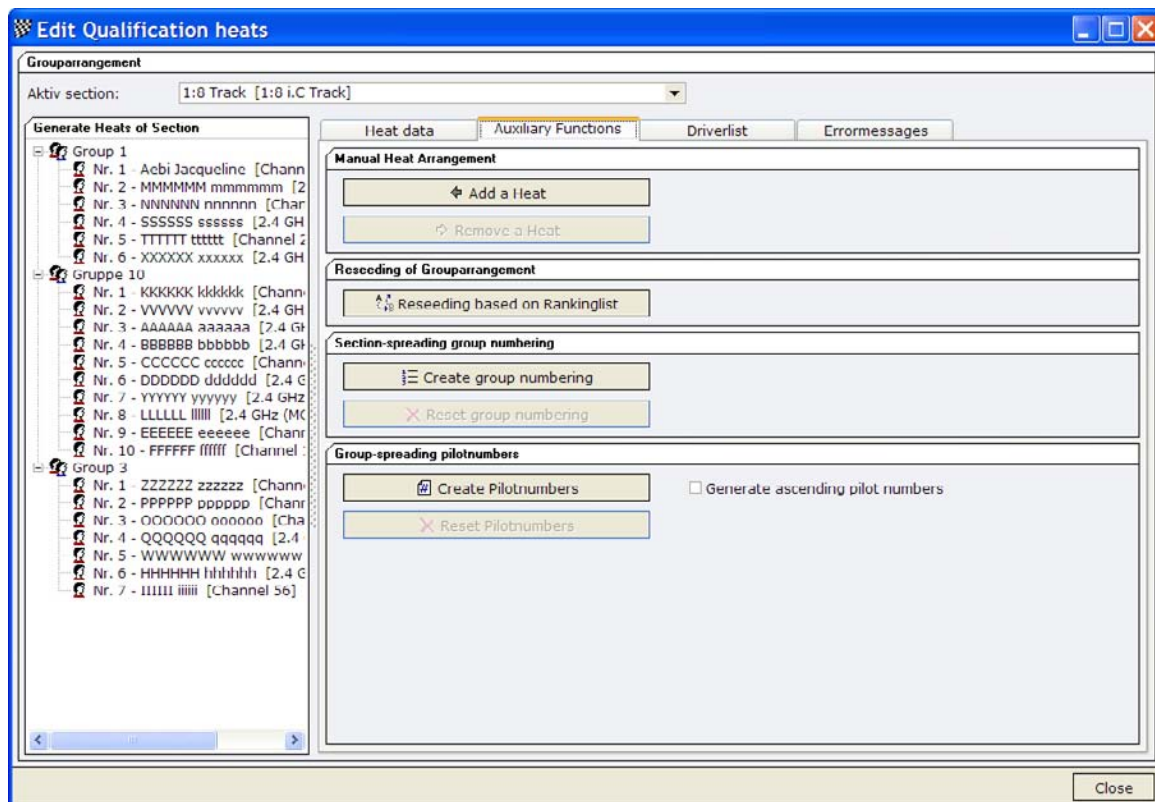 Edit Qualification heats
Grouparrangement
Aktiv section:
1:8 Track [1:8 i.C Track]
Generate Heats of Section
Group 1
Nr. 1 - Aebi Jacqueline [Chann
Nr. 2 - MMMMMM mmmmmm [2
Nr. 3 - NNNNNN nnnnnn [Char
Nr. 4 - SSSSSS ssssss [2.4 GH
Nr. 5 - TTTTTT tttttt [Channel 2
Nr. 6 - XXXXXX xxxxxx [2.4 GH
Gruppe 10
Nr. 1 - KKKKKK kkkkkk [Chann
Nr. 2 - VVVVVV vvvvvv [2.4 GH
Nr. 3 - AAAAAA aaaaaa [2.4 GH
Nr. 4 - BBBBBB bbbbbb [2.4 GH
Nr. 5 - CCCCCC cccccc [Chann
Nr. 6 - DDDDDD dddddd [2.4 G
Nr. 7 - YYYYYY yyyyyy [2.4 GHz
Nr. 8 - LLLLLL llllll [2.4 GHz (MC
Nr. 9 - EEEEEE eeeeee [Chanr
Nr. 10 - FFFFFF ffffff [Channel
Group 3
Nr. 1 - ZZZZZZ zzzzzz [Chann
Nr. 2 - PPPPPP pppppp [Chanr
Nr. 3 - OOOOOO oooooo [Cha
Nr. 4 - QQQQQQ qqqqqq [2.4
Nr. 5 - WWWWWW wwwwww
Nr. 6 - HHHHHH hhhhhh [2.4 G
Nr. 7 - IIIIII iiiiii [Channel 56]
Heat data
Auxiliary Functions
Driverlist
Errormessages
Manual Heat Arrangement
Add a Heat
Remove a Heat
Reseeding of Grouparrangement
Reseeding based on Rankinglist
Section-spreading group numbering
Create group numbering
Reset group numbering
Group-spreading pilotnumbers
Create Pilotnumbers
Generate ascending pilot numbers
Reset Pilotnumbers
Close